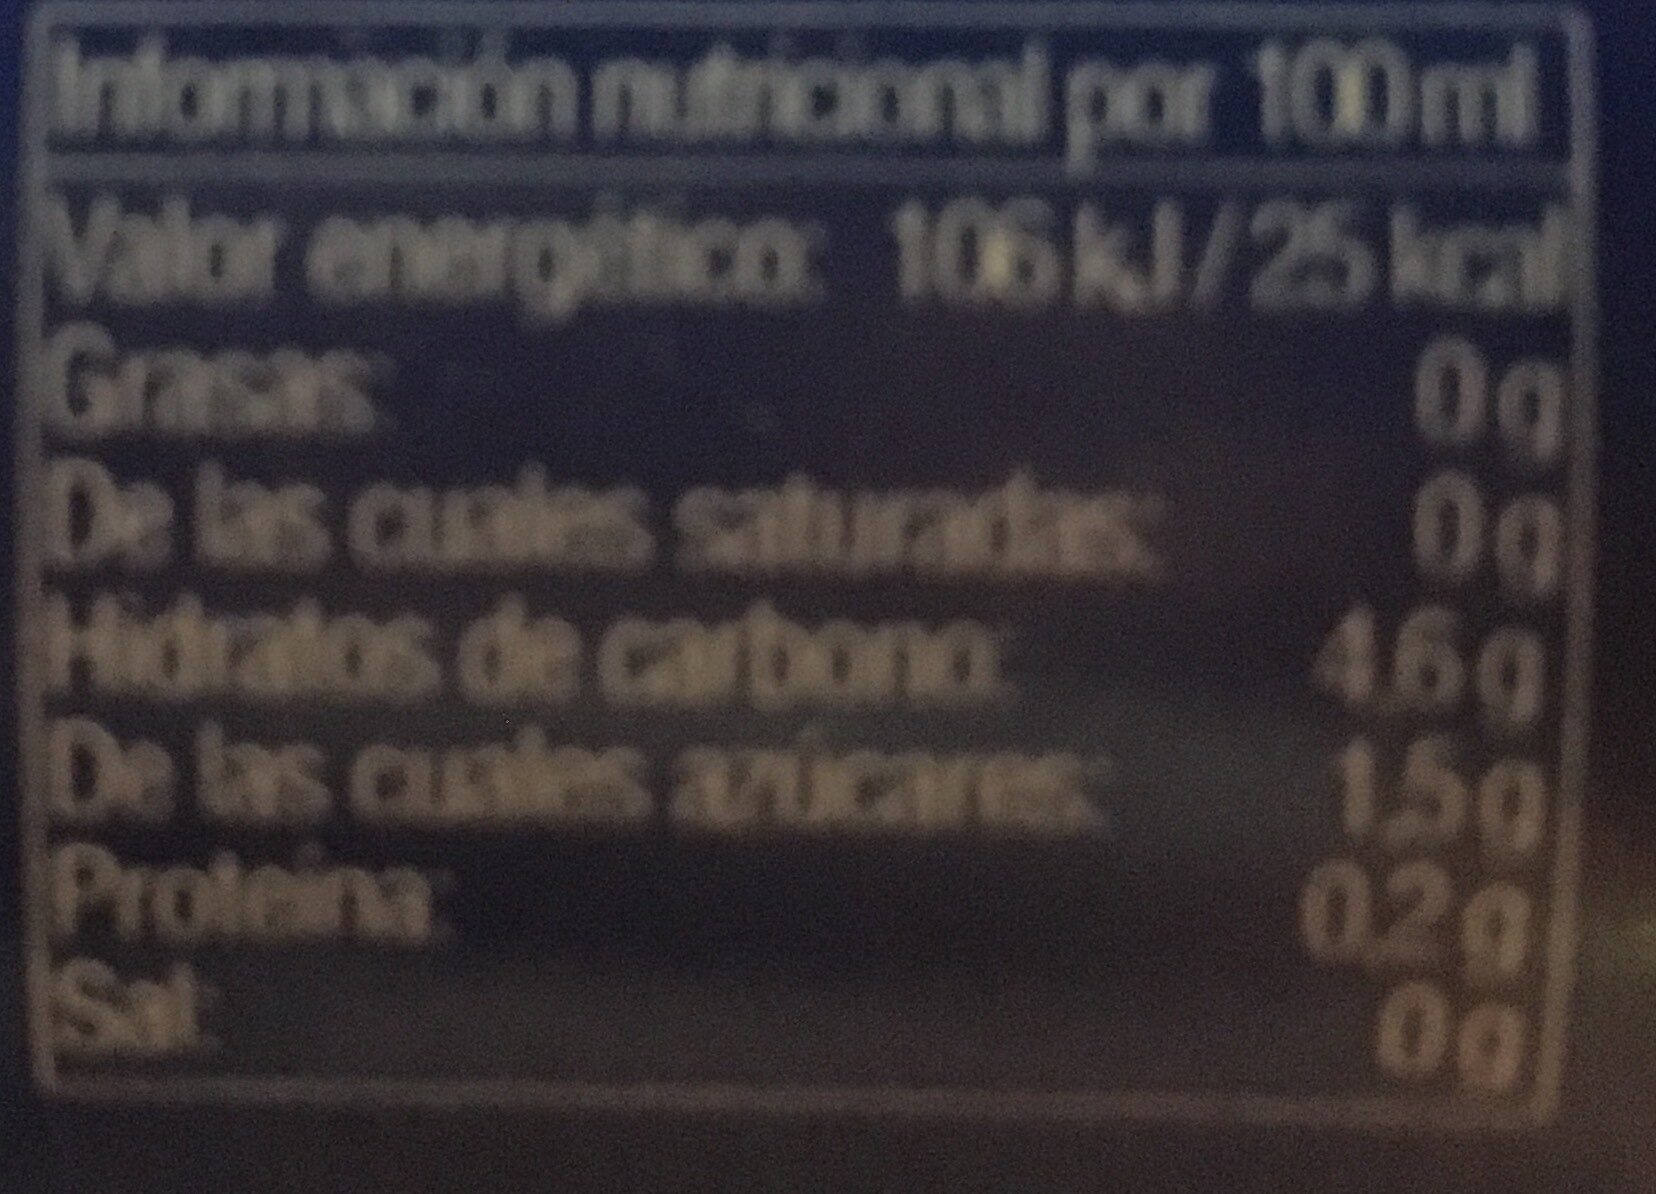 Información nutricional por 100 ml
Valor energético: 106 kJ / 25 kcal
Grasas: 0 g
De las cuales saturadas: 0 g
Hidratos de carbono: 4,6 g
De las cuales azúcares: 1,5 g
Proteína: 0,2 g
Sal: 0 g